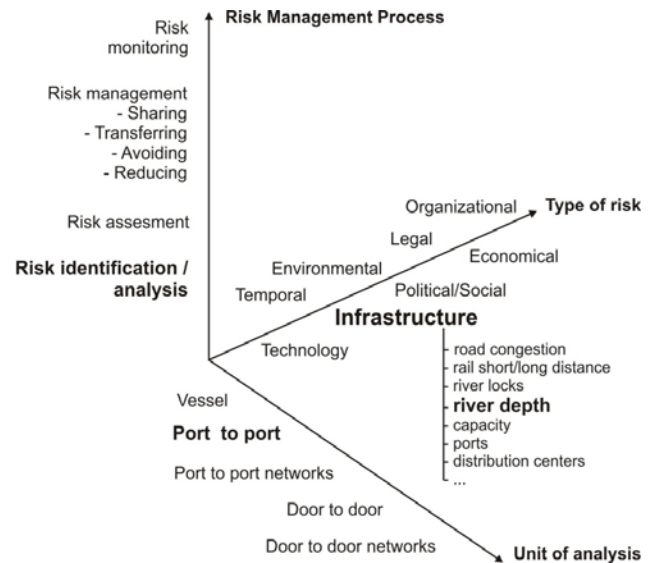 Risk Management Process
Risk
monitoring
Risk management
- Sharing
- Transferring
- Avoiding
- Reducing
Risk assesment
Risk identification /
analysis
Type of risk
Organizational
Legal
Economical
Environmental
Political/Social
Temporal
Infrastructure
Technology
road congestion
rail short/long distance
river locks
river depth
capacity
ports
distribution centers
...
Vessel
Port to port
Port to port networks
Door to door
Door to door networks
Unit of analysis